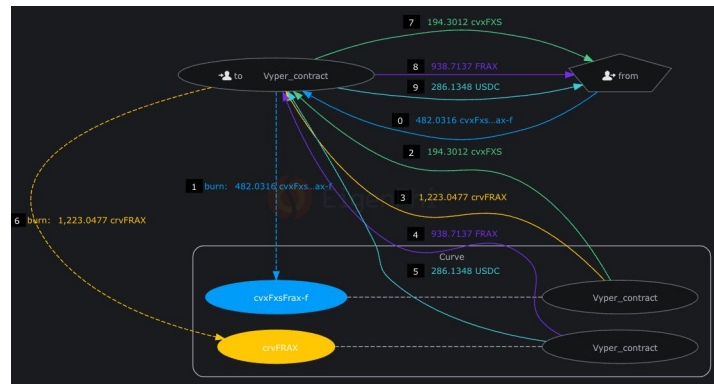 7 194.3012 cvxFXS
8 938.7137 FRAX
to Vyper_contract
from
9 286.1348 USDC
0 482.0316 cvxFxs...ax-f
2 194.3012 cvxFXS
1 burn: 482.0316 cvxFxs...ax-f
3 1,223.0477 crvFRAX
6 burn: 1,223.0477 crvFRAX
4 938.7137 FRAX
Curve
5 286.1348 USDC
cvxFxsFrax-f
Vyper_contract
crvFRAX
Vyper_contract